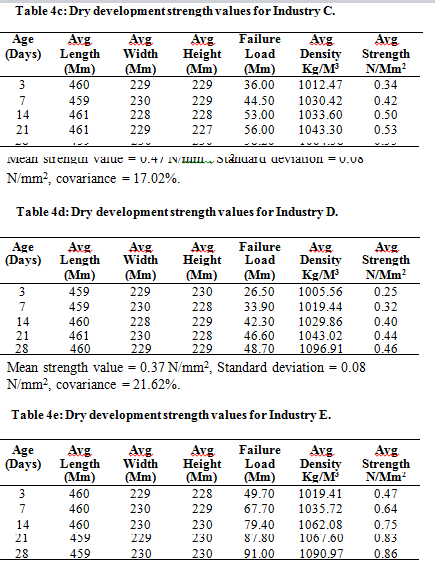 Table 4c: Dry development strength values for Industry C.
Age Avg Avg Avg Failure Avg Avg
(Days) Length Width Height Load Density Strength
(Mm) (Mm) (Mm) (Mm) Kg/M³ N/Mm²
3 460 229 229 36.00 1012.47 0.34
7 459 230 229 44.50 1030.42 0.42
14 461 228 228 53.00 1033.60 0.50
21 461 229 227 56.00 1043.30 0.53
Mean strength value = 0.47 N/mm², Standard deviation = 0.08
N/mm², covariance = 17.02%.
Table 4d: Dry development strength values for Industry D.
Age Avg Avg Avg Failure Avg Avg
(Days) Length Width Height Load Density Strength
(Mm) (Mm) (Mm) (Mm) Kg/M³ N/Mm²
3 459 229 230 26.50 1005.56 0.25
7 459 230 228 33.90 1019.44 0.32
14 460 228 229 42.30 1029.86 0.40
21 461 230 228 46.60 1043.02 0.44
28 460 229 229 48.70 1096.91 0.46
Mean strength value = 0.37 N/mm², Standard deviation = 0.08
N/mm², covariance = 21.62%.
Table 4e: Dry development strength values for Industry E.
Age Avg Avg Avg Failure Avg Avg
(Days) Length Width Height Load Density Strength
(Mm) (Mm) (Mm) (Mm) Kg/M³ N/Mm²
3 460 229 228 49.70 1019.41 0.47
7 460 230 229 67.70 1035.72 0.64
14 460 230 230 79.40 1062.08 0.75
21 459 229 230 87.80 1067.60 0.83
28 459 230 230 91.00 1090.97 0.86